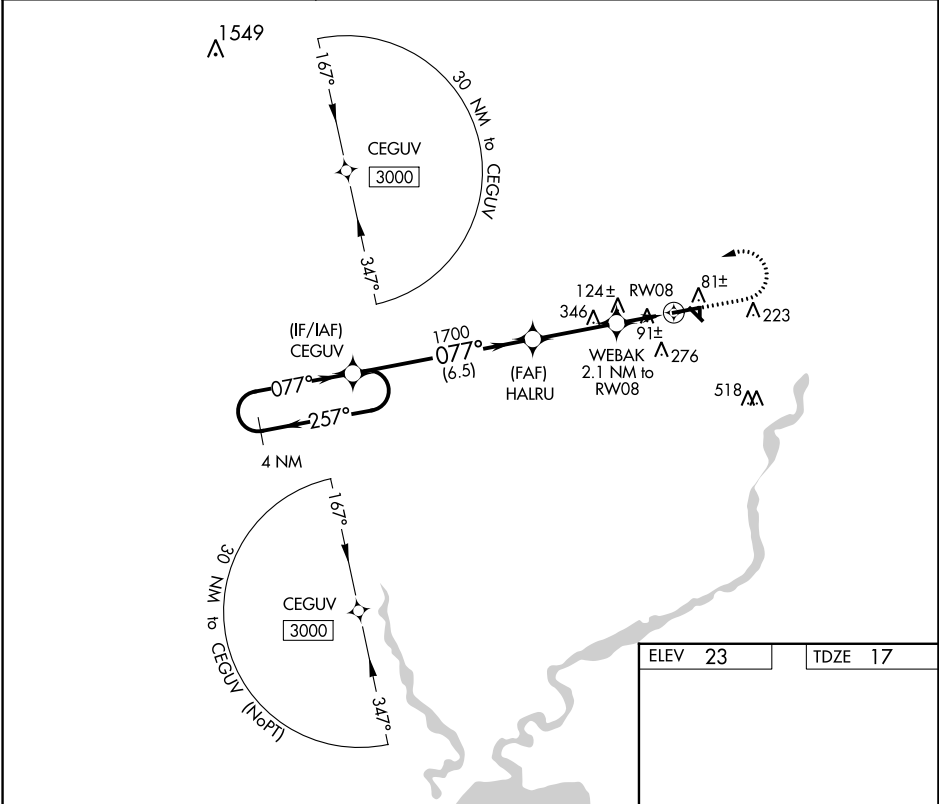 1549
167°
30 NM to CEGUV
CEGUV
3000
347°
124±
RW08
81±
346
223
91±
276
(IF/IAF)
CEGUV
1700
077°
(6.5)
(FAF)
HALRU
WEBAK
2.1 NM to
RW08
518
077°
257°
4 NM
167°
30 NM to CEGUV (NoPT)
CEGUV
3000
347°
ELEV 23
TDZE 17